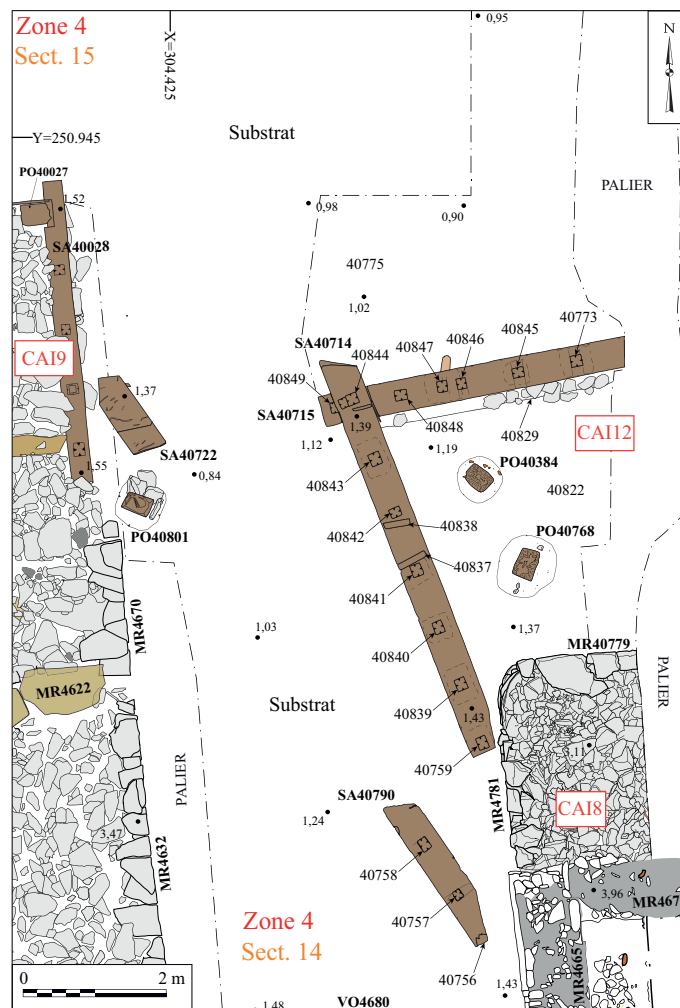 Zone 4
Sect. 15
X=304.425
0,95
N
Substrat
Y=250.945
PO40027
PALIER
1,52
0,98
0,90
SA40028
40775
1,02
SA40714
40844
40847
40846
40845
40773
CAI9
40849
1,37
SA40715
1,39
40848
40829
CAI12
1,12
1,19
SA40722
PO40384
0,84
1,55
40843
40822
40842
40838
PO40768
PO40801
40837
40841
MR4670
1,03
1,37
40840
MR40779
PALIER
MR4622
Substrat
40839
1,43
3,11
PALIER
40759
SA40790
MR4781
CAI8
1,24
3,47
MR4632
40758
3,96
MR467
Zone 4
Sect. 14
40757
40756
MR4665
0 2 m
1,48
VO4680
1,43